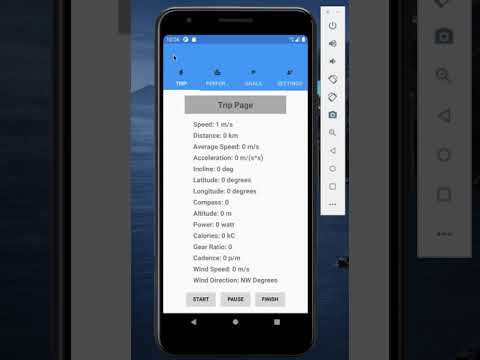 10:04
TRIP PERFOR... GOALS SETTINGS
Trip Page
Speed: 1 m/s
Distance: 0 km
Average Speed: 0 m/s
Acceleration: 0 m/(s*s)
Incline: 0 deg
Latitude: 0 degrees
Longitude: 0 degrees
Compass: 0
Altitude: 0 m
Power: 0 watt
Calories: 0 kC
Gear Ratio: 0
Cadence: 0 p/m
Wind Speed: 0 m/s
Wind Direction: NW Degrees
START PAUSE FINISH